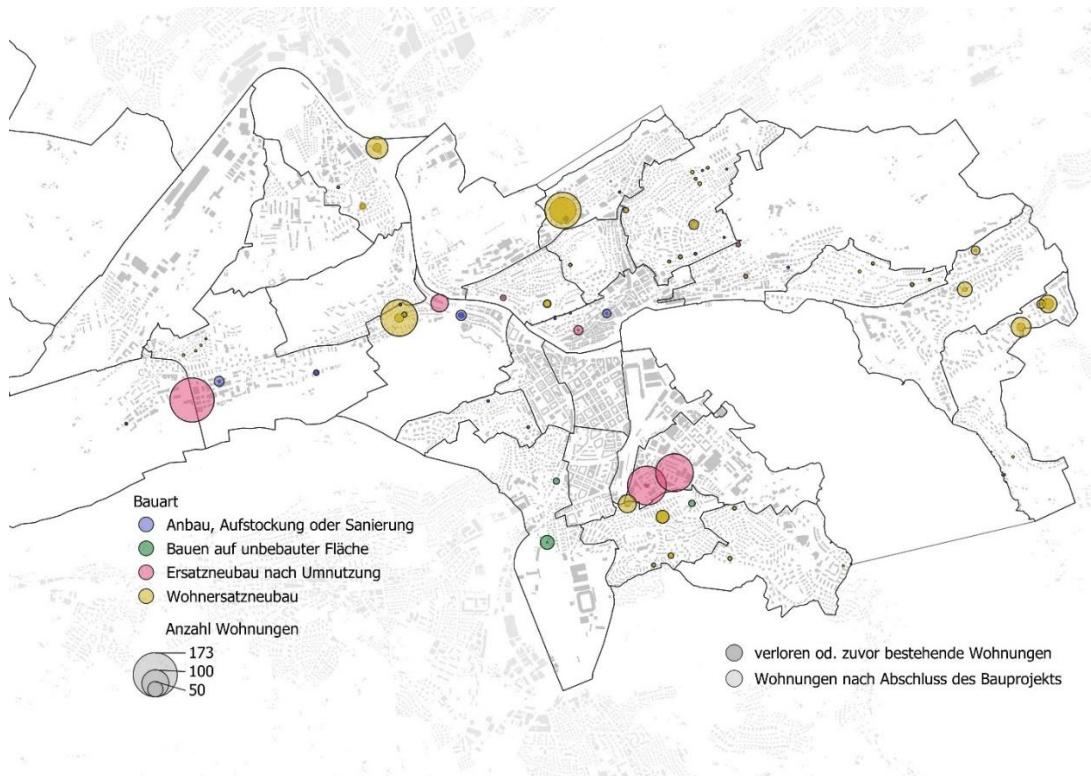 Bauart
Anbau, Aufstockung oder Sanierung
Bauen auf unbebauter Fläche
Ersatzneubau nach Umnutzung
Wohnersatzneubau
Anzahl Wohnungen
173
100
50
verloren od. zuvor bestehende Wohnungen
Wohnungen nach Abschluss des Bauprojekts